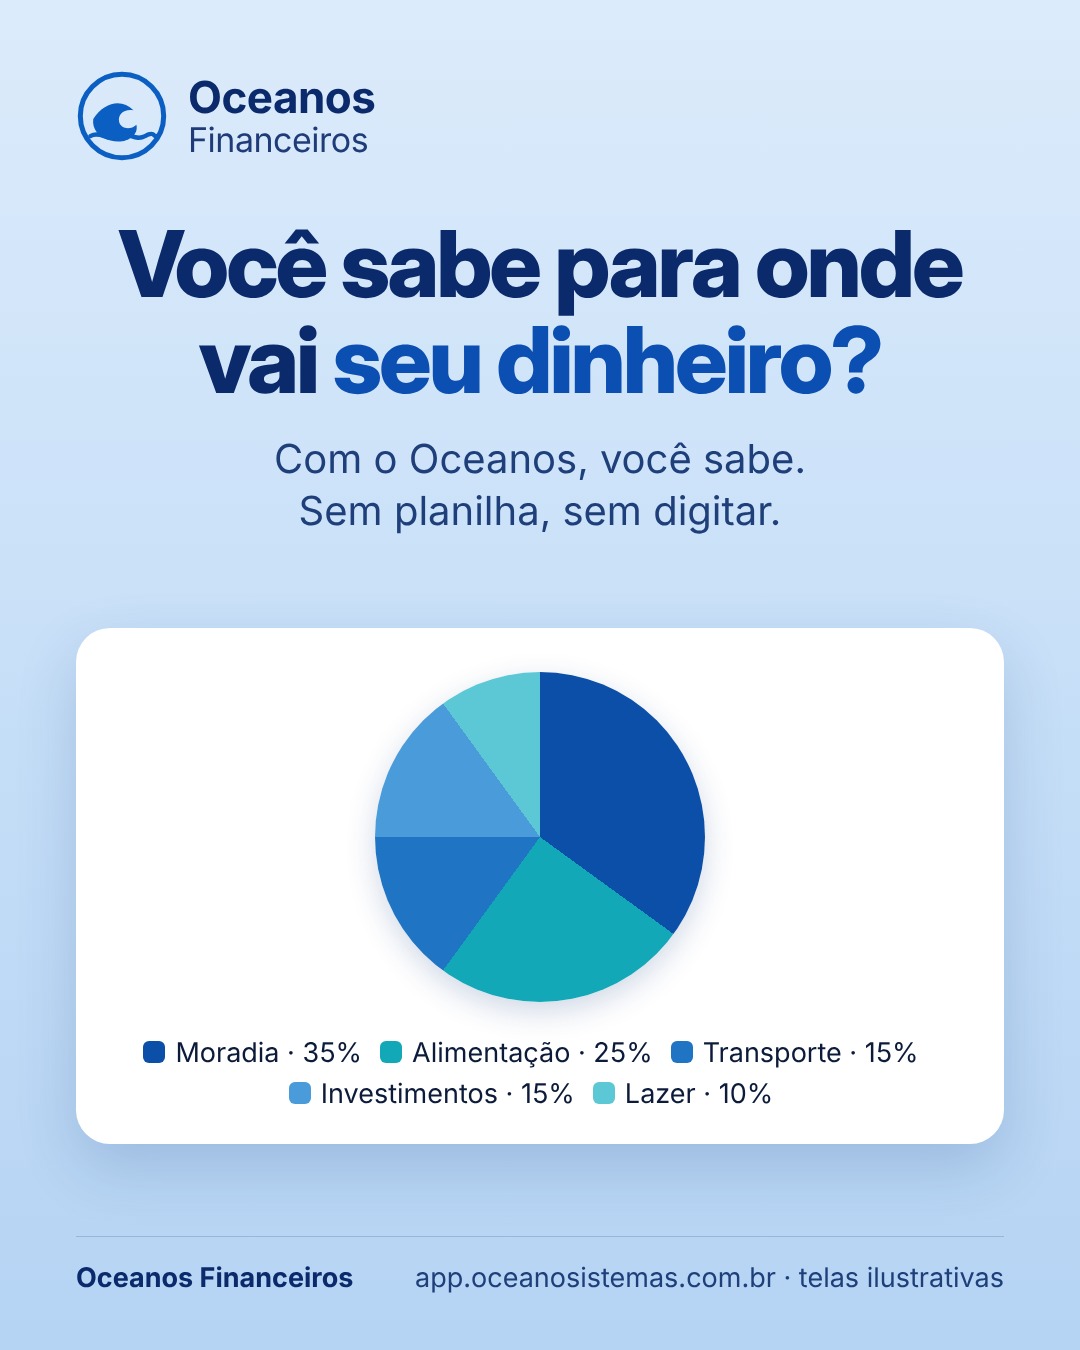 Oceanos
Financeiros
Você sabe para onde
vai seu dinheiro?
Com o Oceanos, você sabe.
Sem planilha, sem digitar.
Moradia · 35% Alimentação · 25% Transporte · 15%
Investimentos · 15% Lazer · 10%
Oceanos Financeiros app.oceanosistemas.com.br · telas ilustrativas